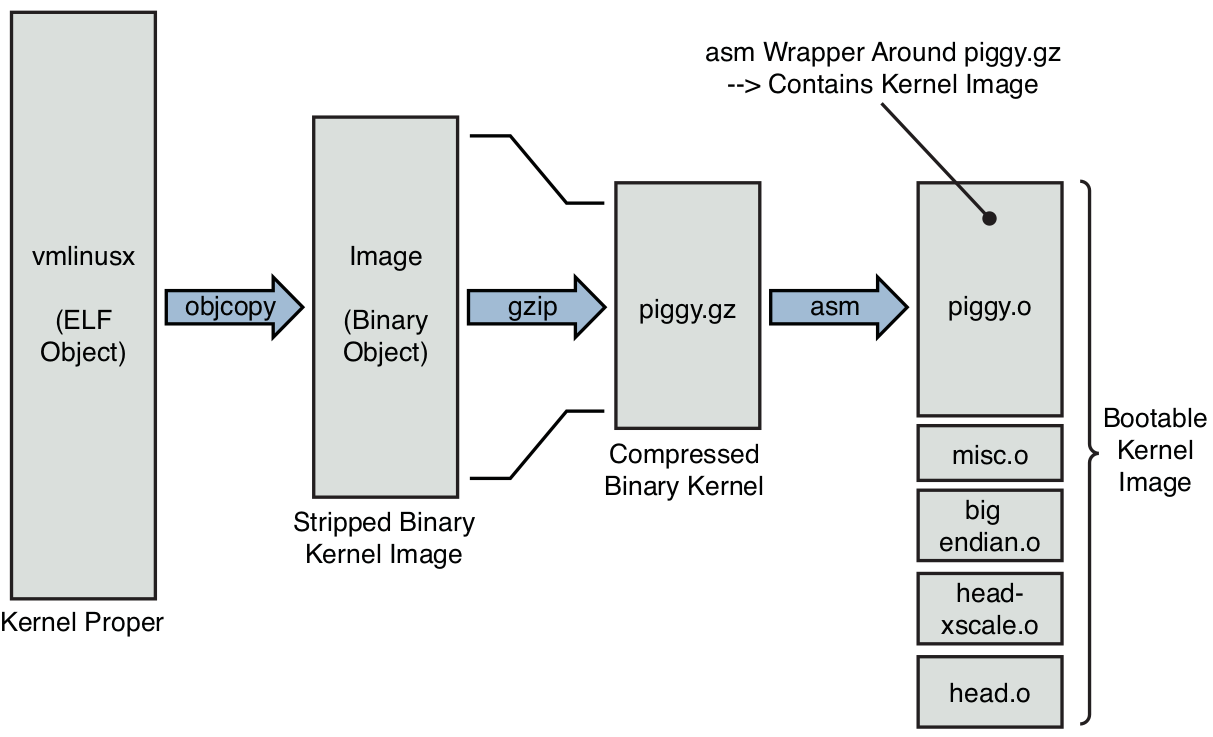 asm Wrapper Around piggy.gz
--> Contains Kernel Image
vmlinusx
(ELF
Object)
Kernel Proper
objcopy
Image
(Binary
Object)
Stripped Binary
Kernel Image
gzip
piggy.gz
Compressed
Binary Kernel
asm
piggy.o
misc.o
big
endian.o
head-
xscale.o
head.o
Bootable
Kernel
Image